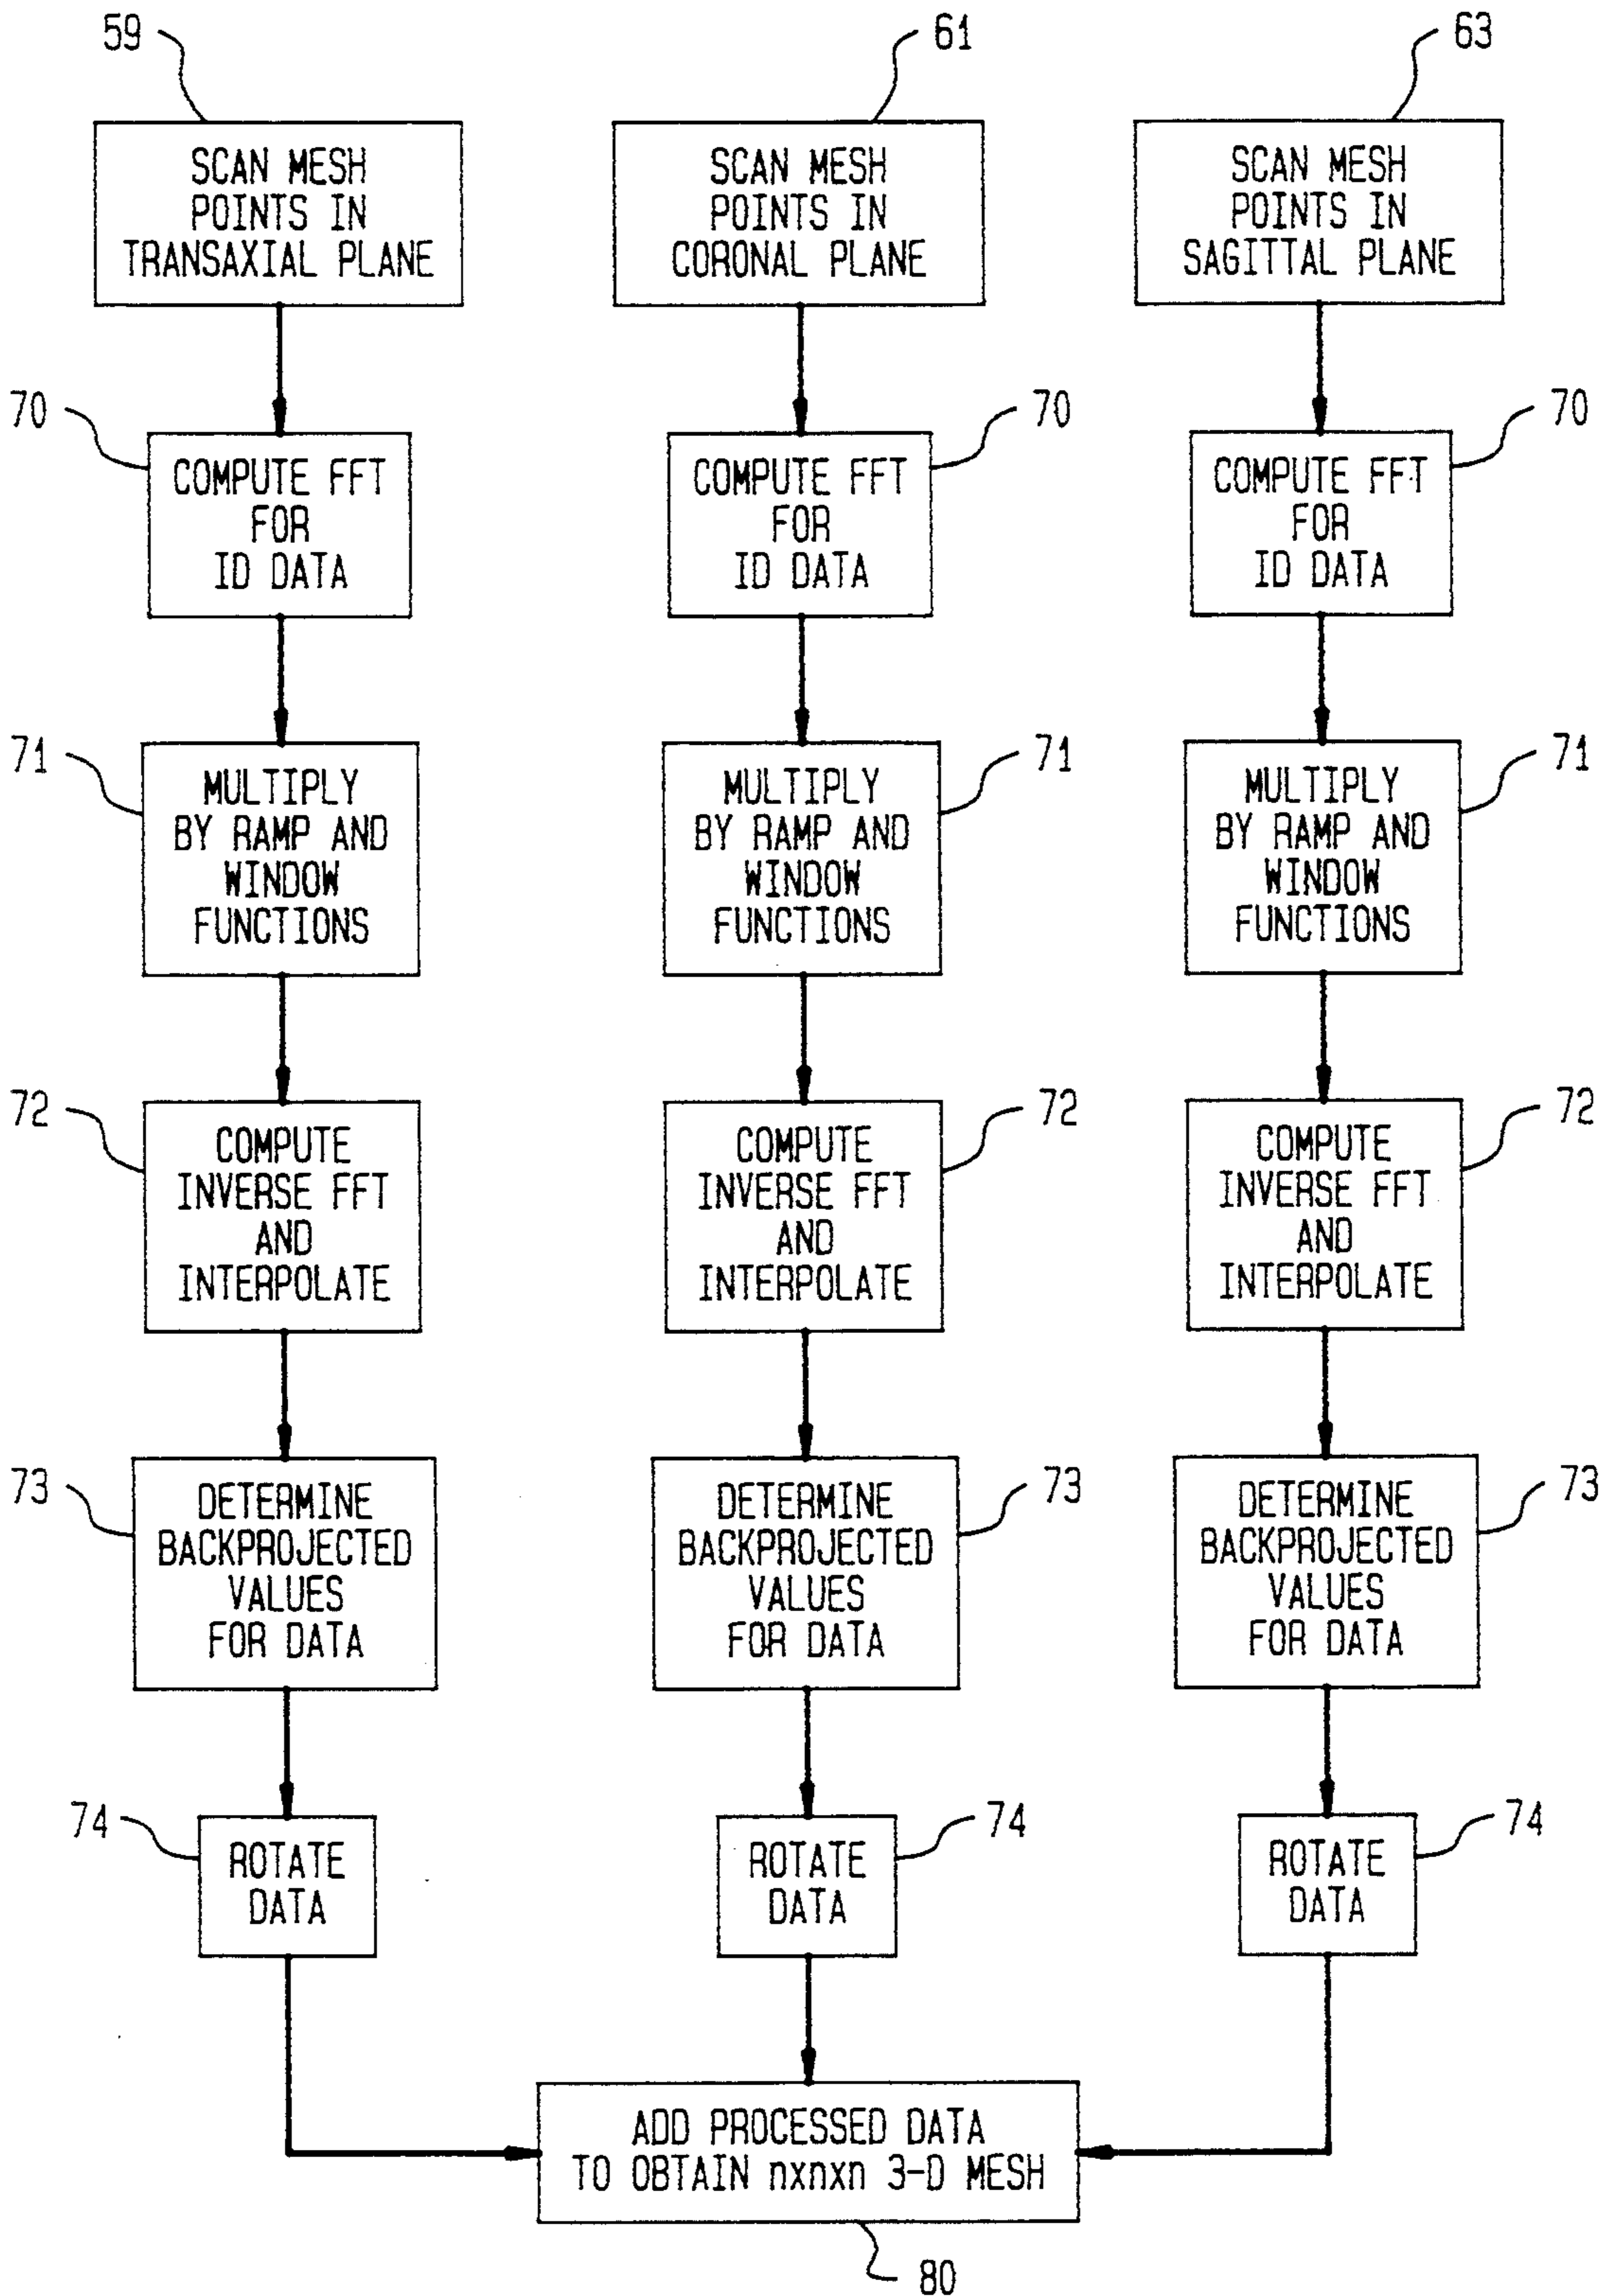 59
61
63
SCAN MESH
POINTS IN
TRANSAXIAL PLANE
SCAN MESH
POINTS IN
CORONAL PLANE
SCAN MESH
POINTS IN
SAGITTAL PLANE
70
COMPUTE FFT
FOR
ID DATA
70
COMPUTE FFT
FOR
ID DATA
70
COMPUTE FFT
FOR
ID DATA
71
MULTIPLY
BY RAMP AND
WINDOW
FUNCTIONS
71
MULTIPLY
BY RAMP AND
WINDOW
FUNCTIONS
71
MULTIPLY
BY RAMP AND
WINDOW
FUNCTIONS
72
COMPUTE
INVERSE FFT
AND
INTERPOLATE
72
COMPUTE
INVERSE FFT
AND
INTERPOLATE
72
COMPUTE
INVERSE FFT
AND
INTERPOLATE
73
DETERMINE
BACKPROJECTED
VALUES
FOR DATA
73
DETERMINE
BACKPROJECTED
VALUES
FOR DATA
73
DETERMINE
BACKPROJECTED
VALUES
FOR DATA
74
ROTATE
DATA
74
ROTATE
DATA
74
ROTATE
DATA
ADD PROCESSED DATA
TO OBTAIN nxnxn 3-D MESH
80